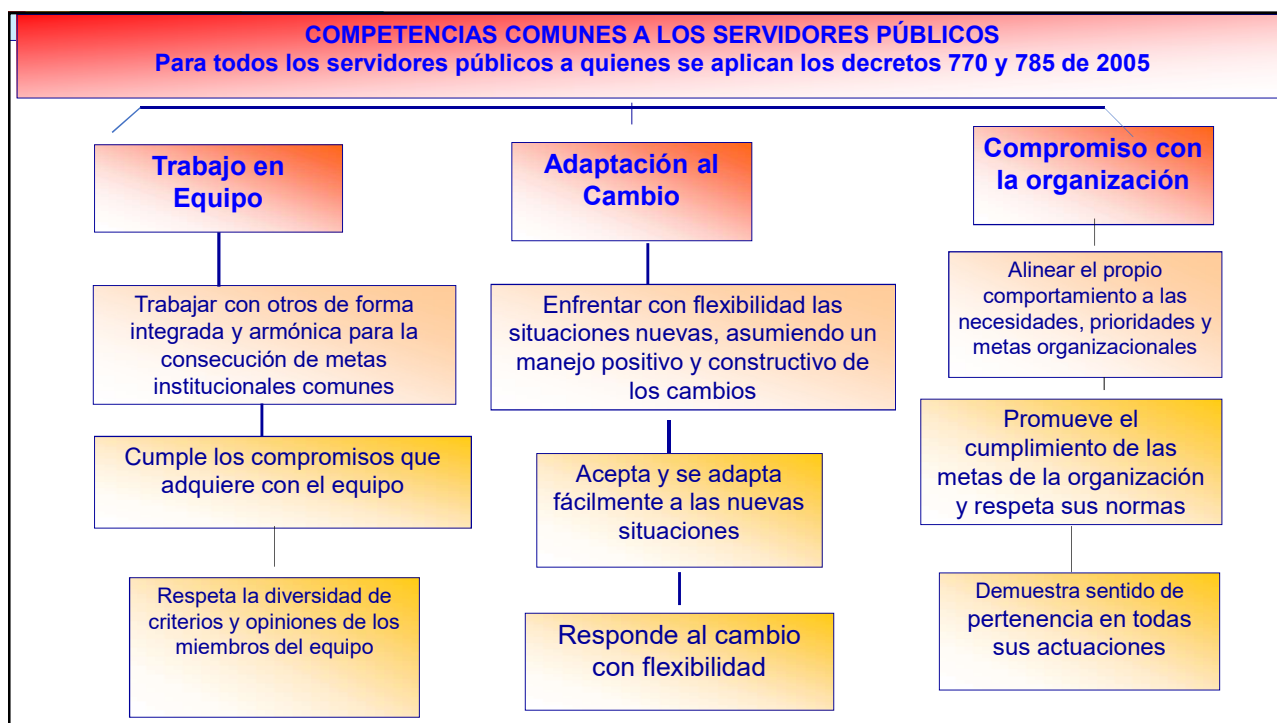 COMPETENCIAS COMUNES A LOS SERVIDORES PÚBLICOS
Para todos los servidores públicos a quienes se aplican los decretos 770 y 785 de 2005
Trabajo en
Equipo
Trabajar con otros de forma
integrada y armónica para la
consecución de metas
institucionales comunes
Cumple los compromisos que
adquiere con el equipo
Respeta la diversidad de
criterios y opiniones de los
miembros del equipo
Adaptación al
Cambio
Enfrentar con flexibilidad las
situaciones nuevas, asumiendo un
manejo positivo y constructivo de
los cambios
Acepta y se adapta
fácilmente a las nuevas
situaciones
Responde al cambio
con flexibilidad
Compromiso con
la organización
Alinear el propio
comportamiento a las
necesidades, prioridades y
metas organizacionales
Promueve el
cumplimiento de las
metas de la organización
y respeta sus normas
Demuestra sentido de
pertenencia en todas
sus actuaciones